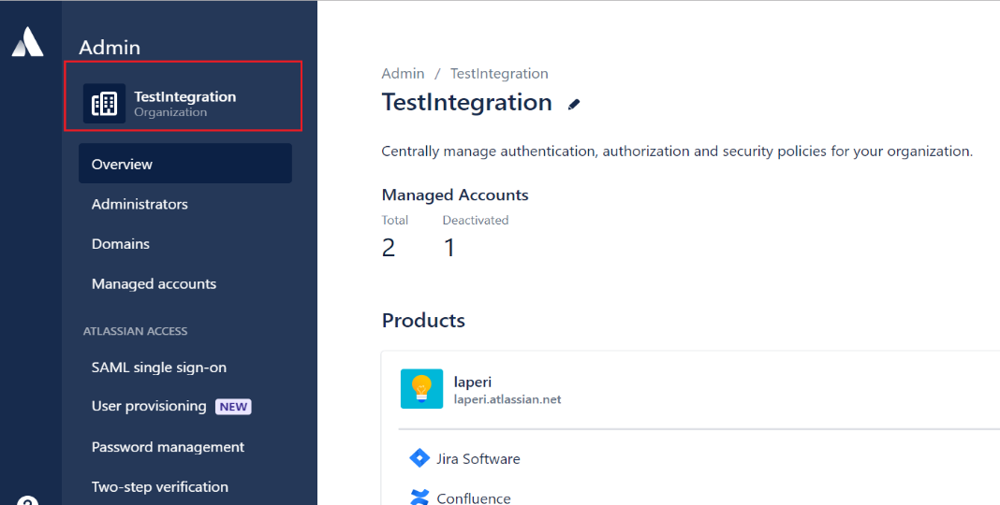 Admin
TestIntegration
Organization
Overview
Administrators
Domains
Managed accounts
ATLASSIAN ACCESS
SAML single sign-on
User provisioning NEW
Password management
Two-step verification
Admin / TestIntegration
TestIntegration
Centrally manage authentication, authorization and security policies for your organization.
Managed Accounts
Total Deactivated
2 1
Products
laperi
laperi.atlassian.net
Jira Software
Confluence